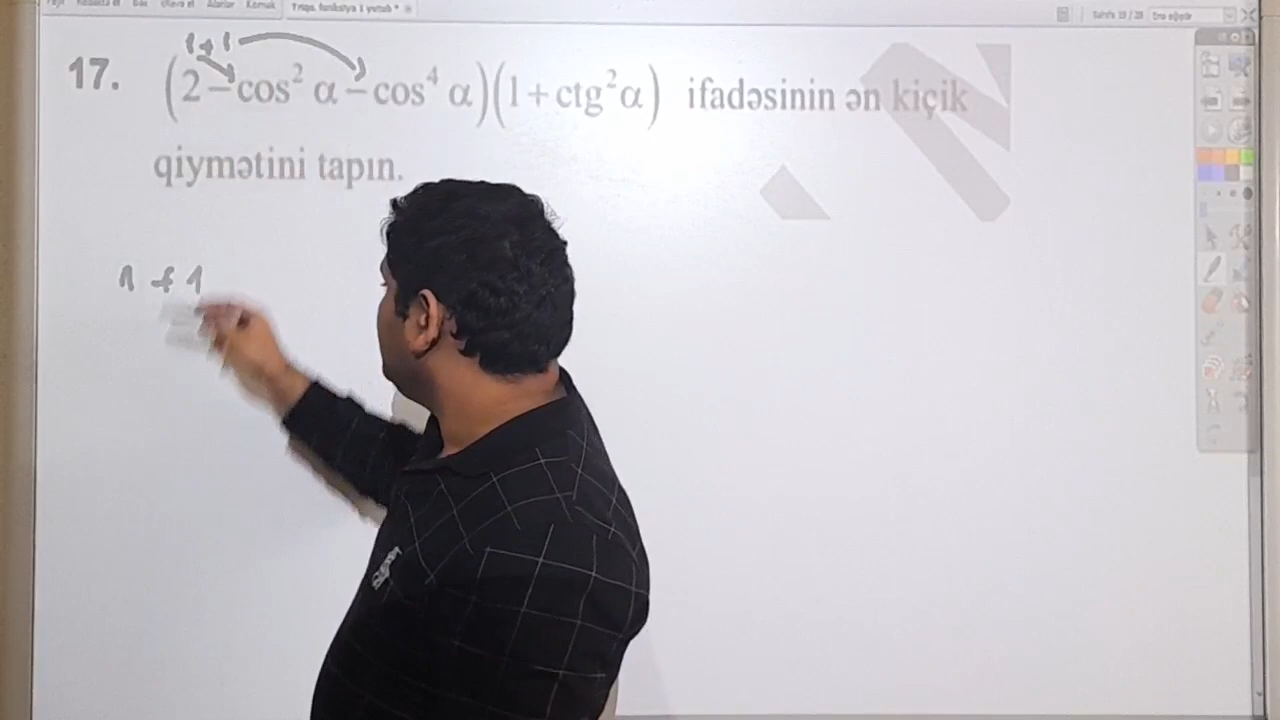 1+1
17. (2−cos² α−cos⁴ α)(1+ctg²α) ifadəsinin ən kiçik
qiymətini tapın.
1 + 1